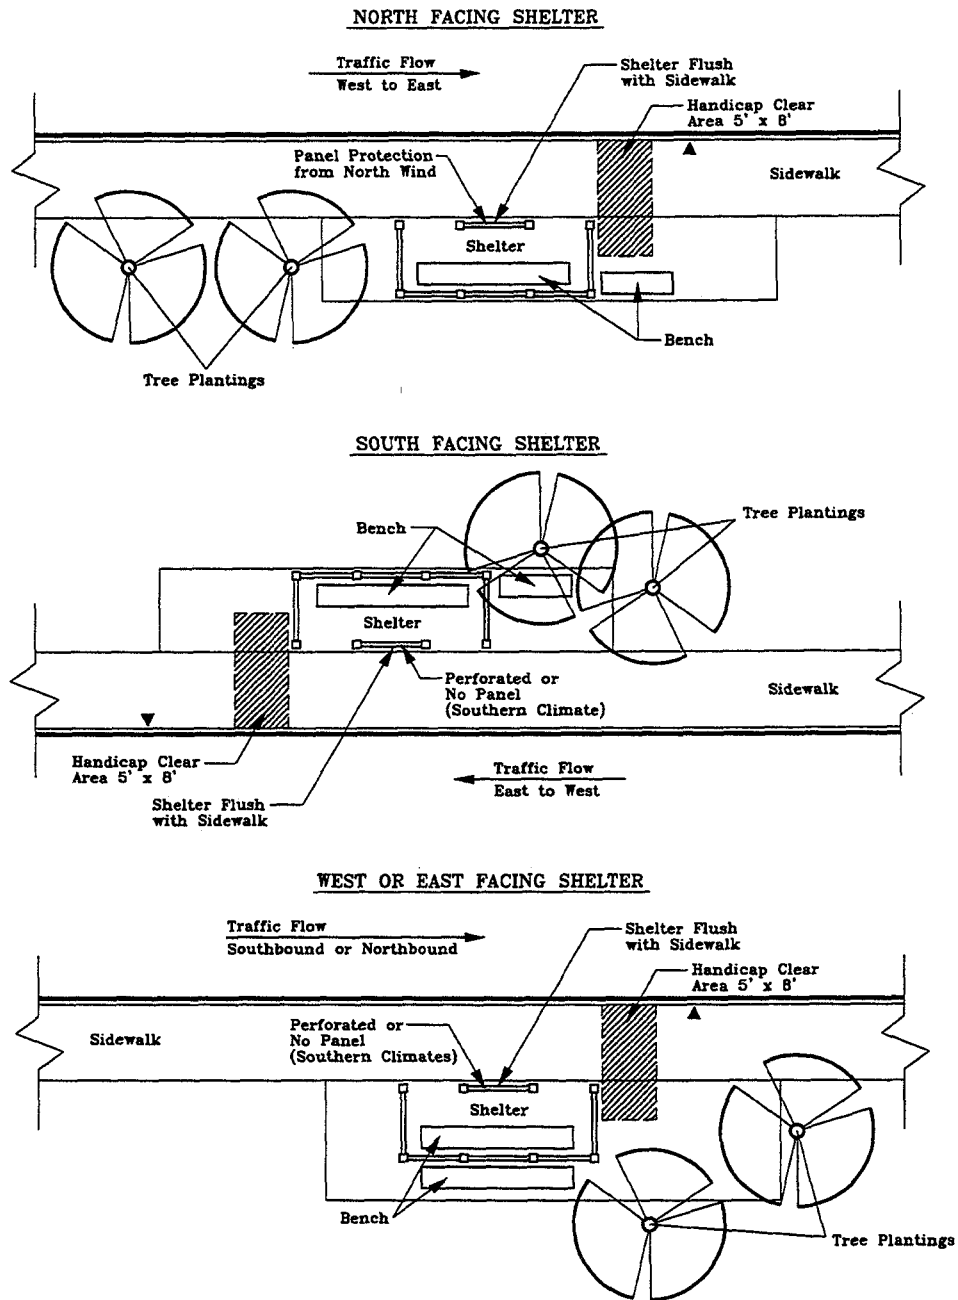 NORTH FACING SHELTER
Traffic Flow
West to East
Shelter Flush
with Sidewalk
Handicap Clear
Area 5' x 8'
Panel Protection
from North Wind
Sidewalk
Shelter
Bench
Tree Plantings
SOUTH FACING SHELTER
Bench
Tree Plantings
Shelter
Perforated or
No Panel
(Southern Climate)
Sidewalk
Handicap Clear
Area 5' x 8'
Traffic Flow
East to West
Shelter Flush
with Sidewalk
WEST OR EAST FACING SHELTER
Traffic Flow
Southbound or Northbound
Shelter Flush
with Sidewalk
Handicap Clear
Area 5' x 8'
Sidewalk
Perforated or
No Panel
(Southern Climates)
Shelter
Bench
Tree Plantings